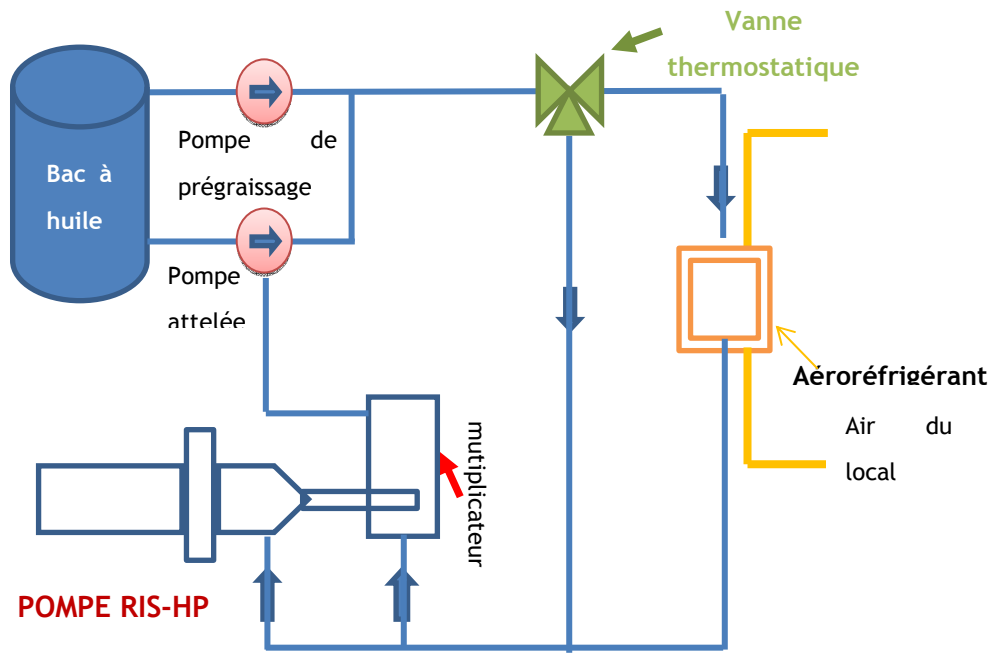 Vanne
thermostatique
Bac à
huile
Pompe de
prégraissage
Pompe
attelée
Aéroréfrigérant
Air du
local
mutiplicateur
POMPE RIS-HP